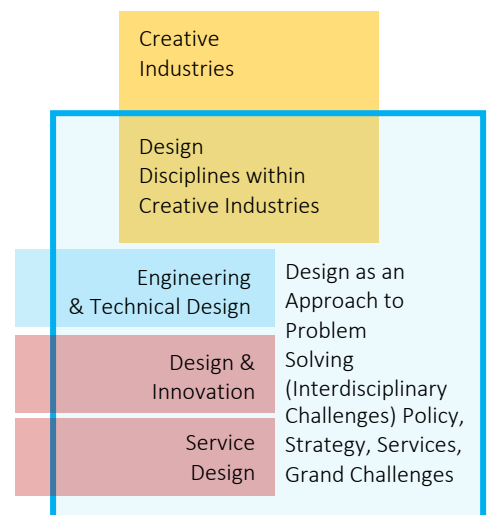 Creative
Industries
Design
Disciplines within
Creative Industries
Engineering
& Technical Design
Design &
Innovation
Service
Design
Design as an
Approach to
Problem
Solving
(Interdisciplinary
Challenges) Policy,
Strategy, Services,
Grand Challenges